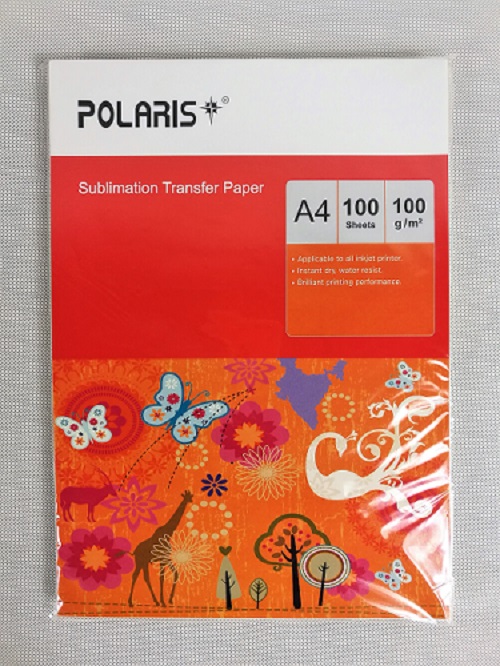 POLARIS®
Sublimation Transfer Paper
A4
100
Sheets
100
g/m²
• Applicable to all inkjet printer.
• Instant dry, water resist.
• Brilliant printing performance.